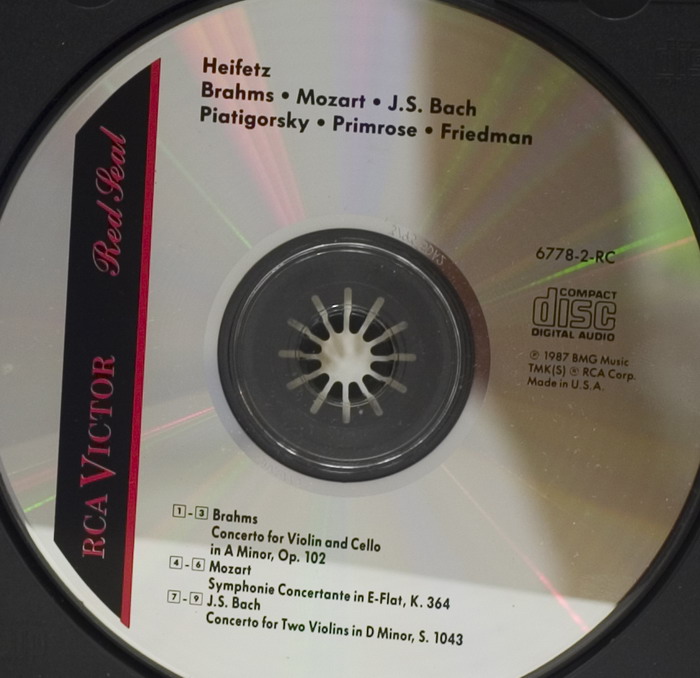 Heifetz
Brahms • Mozart • J.S. Bach
Piatigorsky • Primrose • Friedman
RCA VICTOR Red Seal
6778-2-RC
COMPACT
disc
DIGITAL AUDIO
℗ 1987 BMG Music
TMK(S) ® RCA Corp.
Made in U.S.A.
1-3 Brahms
Concerto for Violin and Cello
in A Minor, Op. 102
4-6 Mozart
Symphonie Concertante in E-Flat, K. 364
7-9 J.S. Bach
Concerto for Two Violins in D Minor, S. 1043